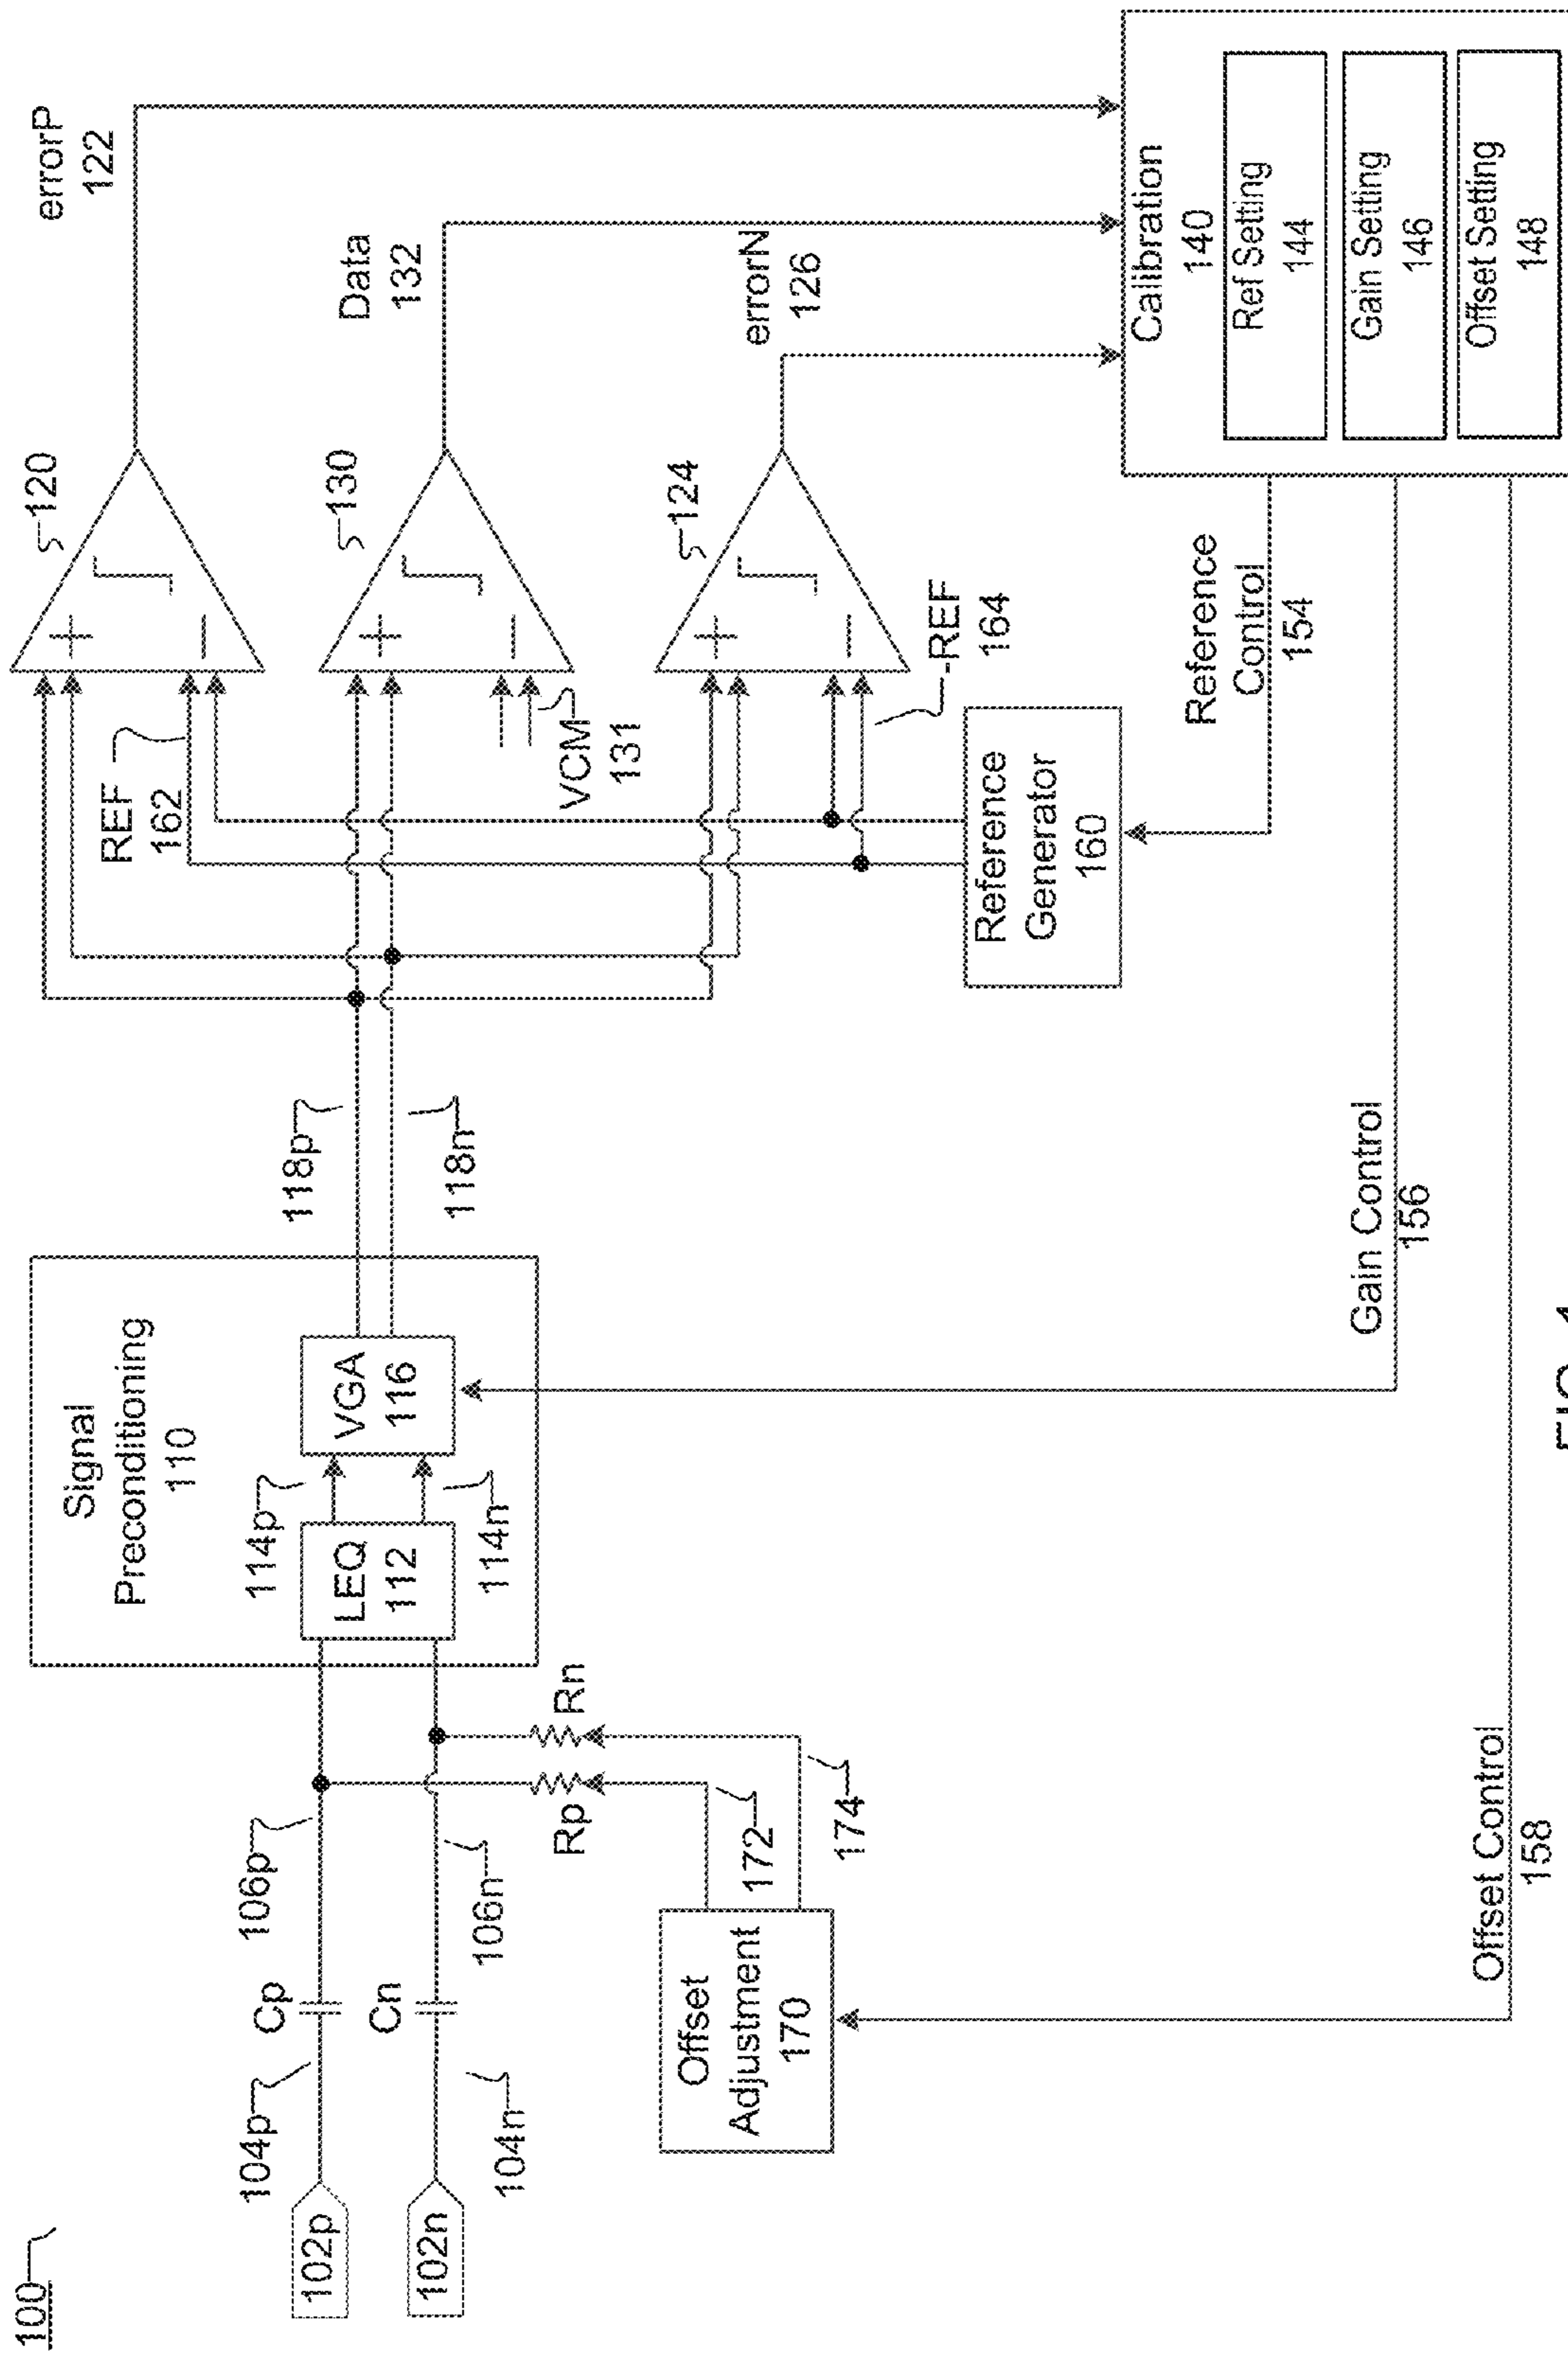 100
102p
102n
104p
104n
Cp
Cn
106p
106n
Rp
Rn
Offset
Adjustment
170
172
174
Signal
Preconditioning
110
LEQ
112
114p
114n
VGA
116
118p
118n
REF
162
VCM
131
-REF
164
Reference
Generator
160
120
130
124
errorP
122
Data
132
errorN
126
Calibration
140
Ref Setting
144
Gain Setting
146
Offset Setting
148
Reference
Control
154
Gain Control
156
Offset Control
158